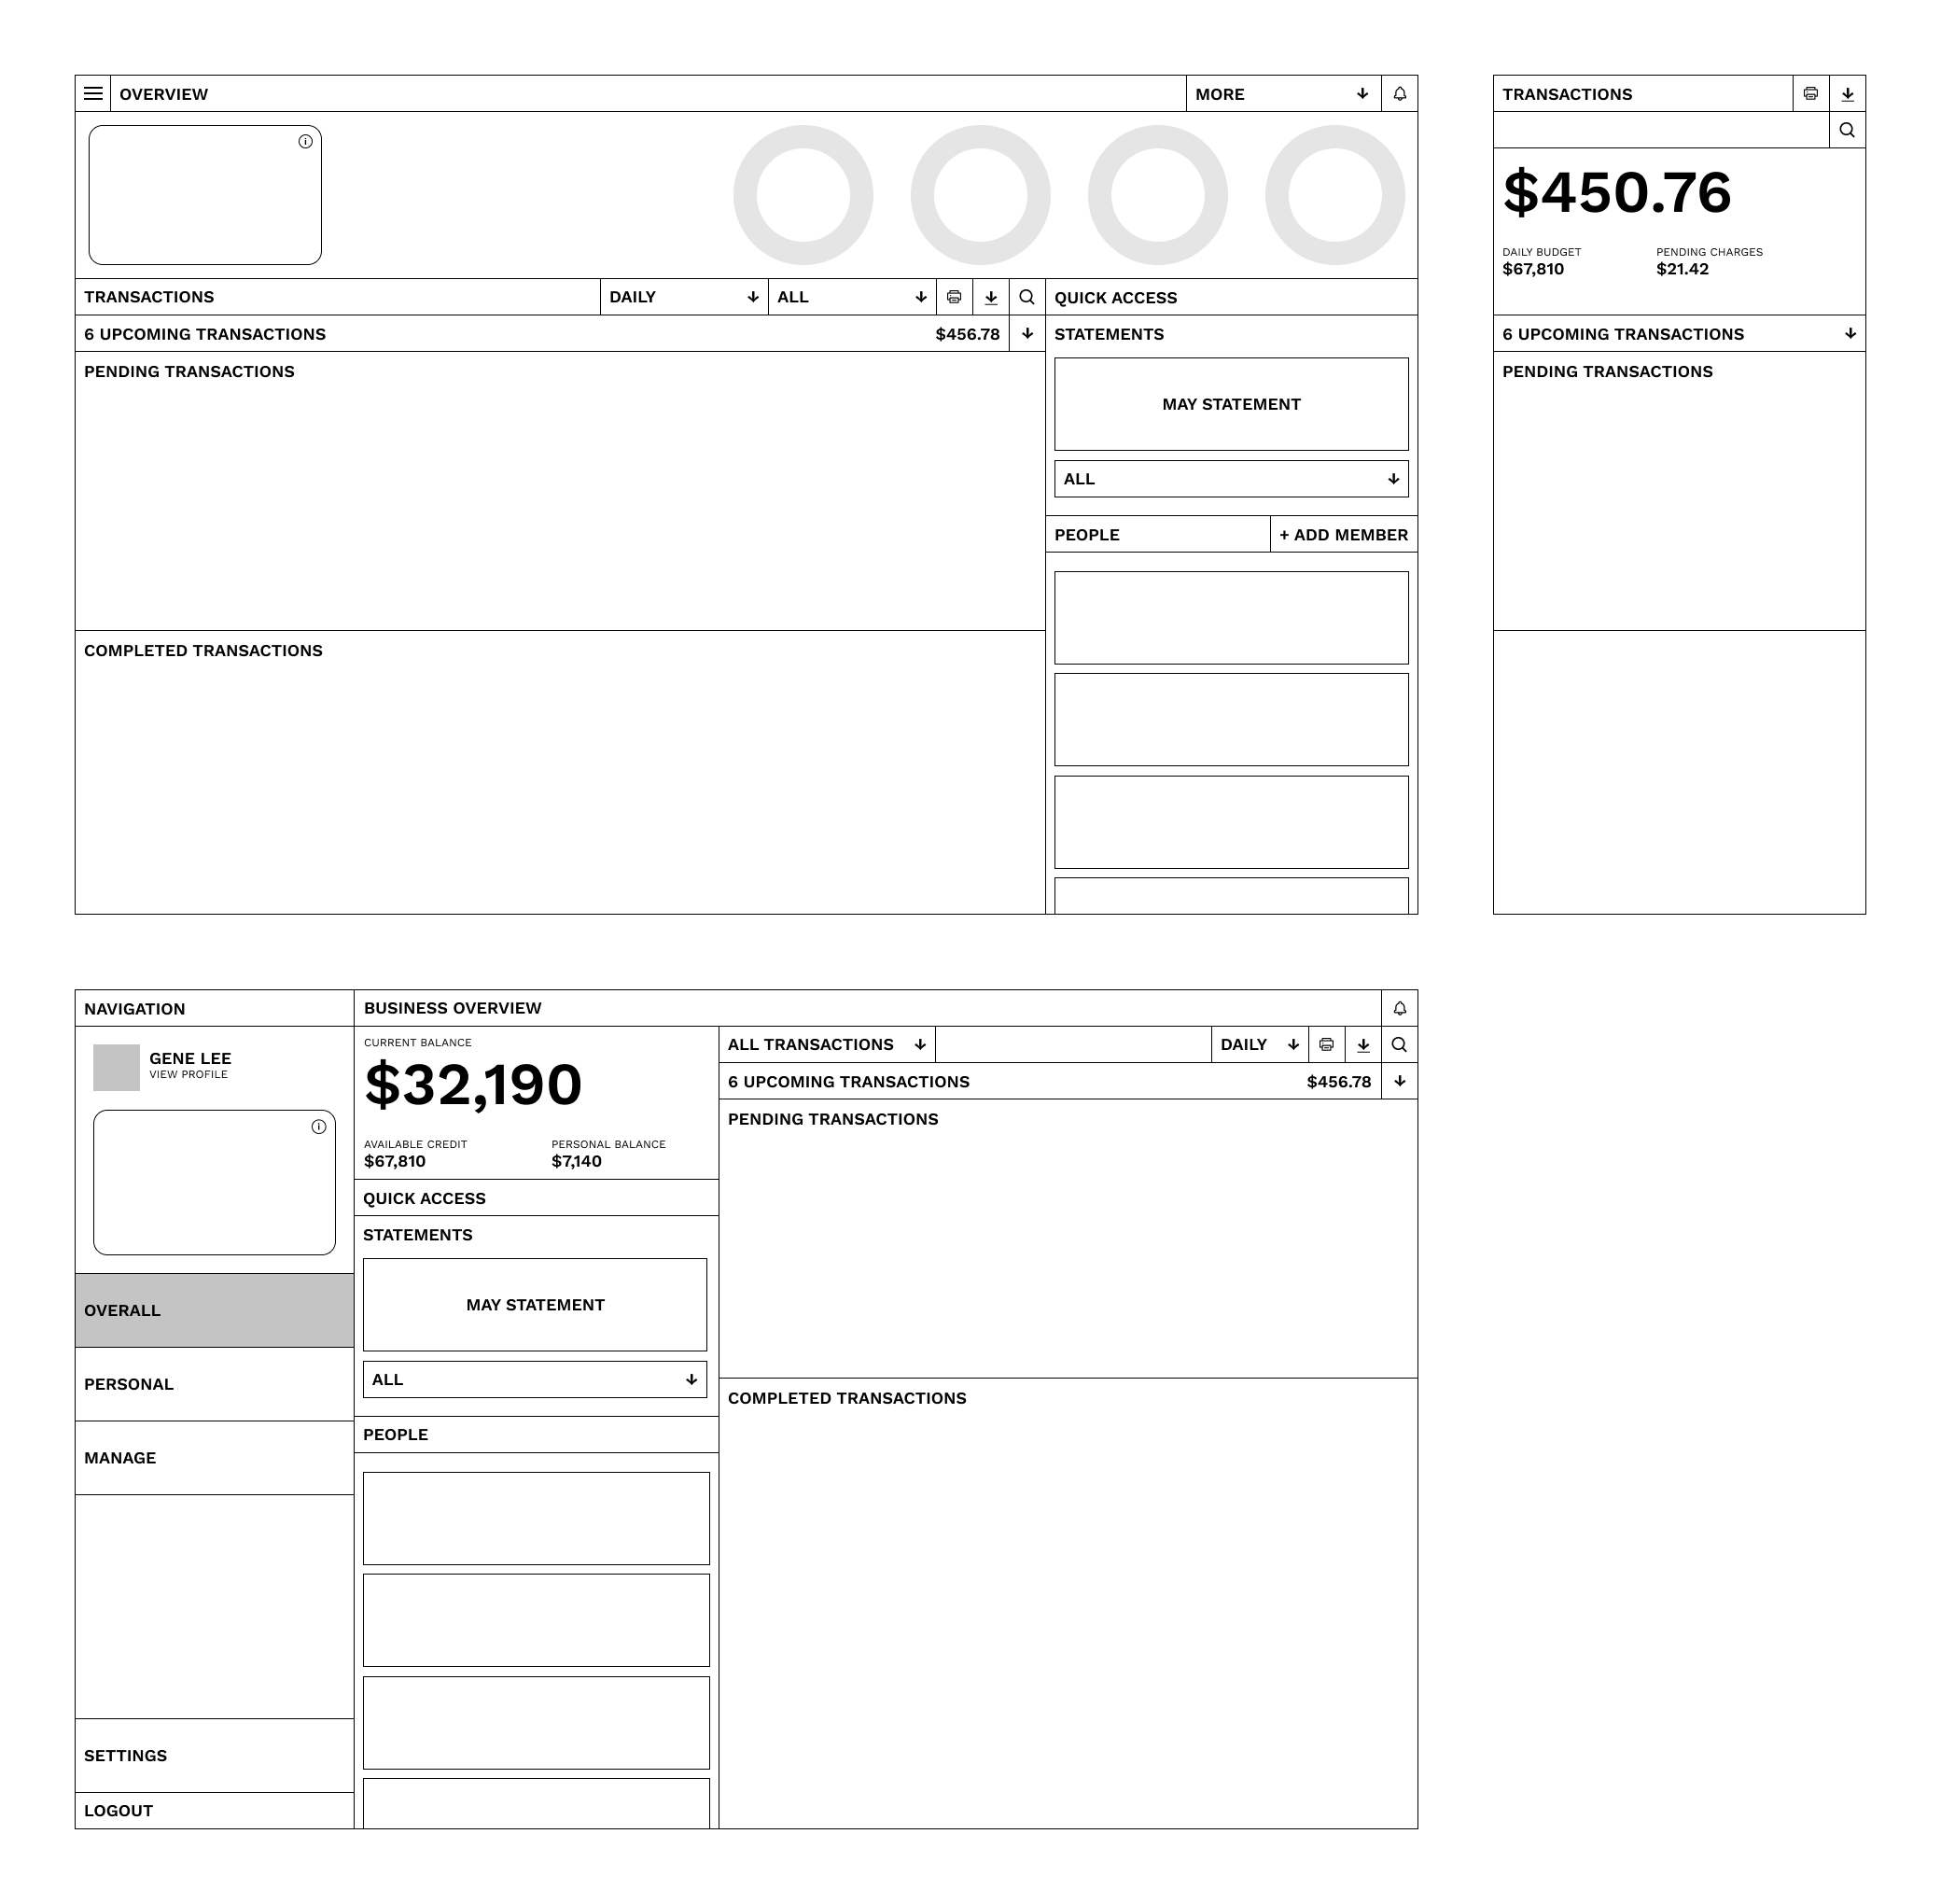 OVERVIEW
MORE
TRANSACTIONS
DAILY
ALL
QUICK ACCESS
6 UPCOMING TRANSACTIONS
$456.78
STATEMENTS
PENDING TRANSACTIONS
MAY STATEMENT
ALL
PEOPLE
+ ADD MEMBER
COMPLETED TRANSACTIONS
TRANSACTIONS
$450.76
DAILY BUDGET
PENDING CHARGES
$67,810
$21.42
6 UPCOMING TRANSACTIONS
PENDING TRANSACTIONS
NAVIGATION
GENE LEE
VIEW PROFILE
OVERALL
PERSONAL
MANAGE
SETTINGS
LOGOUT
BUSINESS OVERVIEW
CURRENT BALANCE
$32,190
AVAILABLE CREDIT
PERSONAL BALANCE
$67,810
$7,140
QUICK ACCESS
STATEMENTS
MAY STATEMENT
ALL
PEOPLE
ALL TRANSACTIONS
DAILY
6 UPCOMING TRANSACTIONS
$456.78
PENDING TRANSACTIONS
COMPLETED TRANSACTIONS